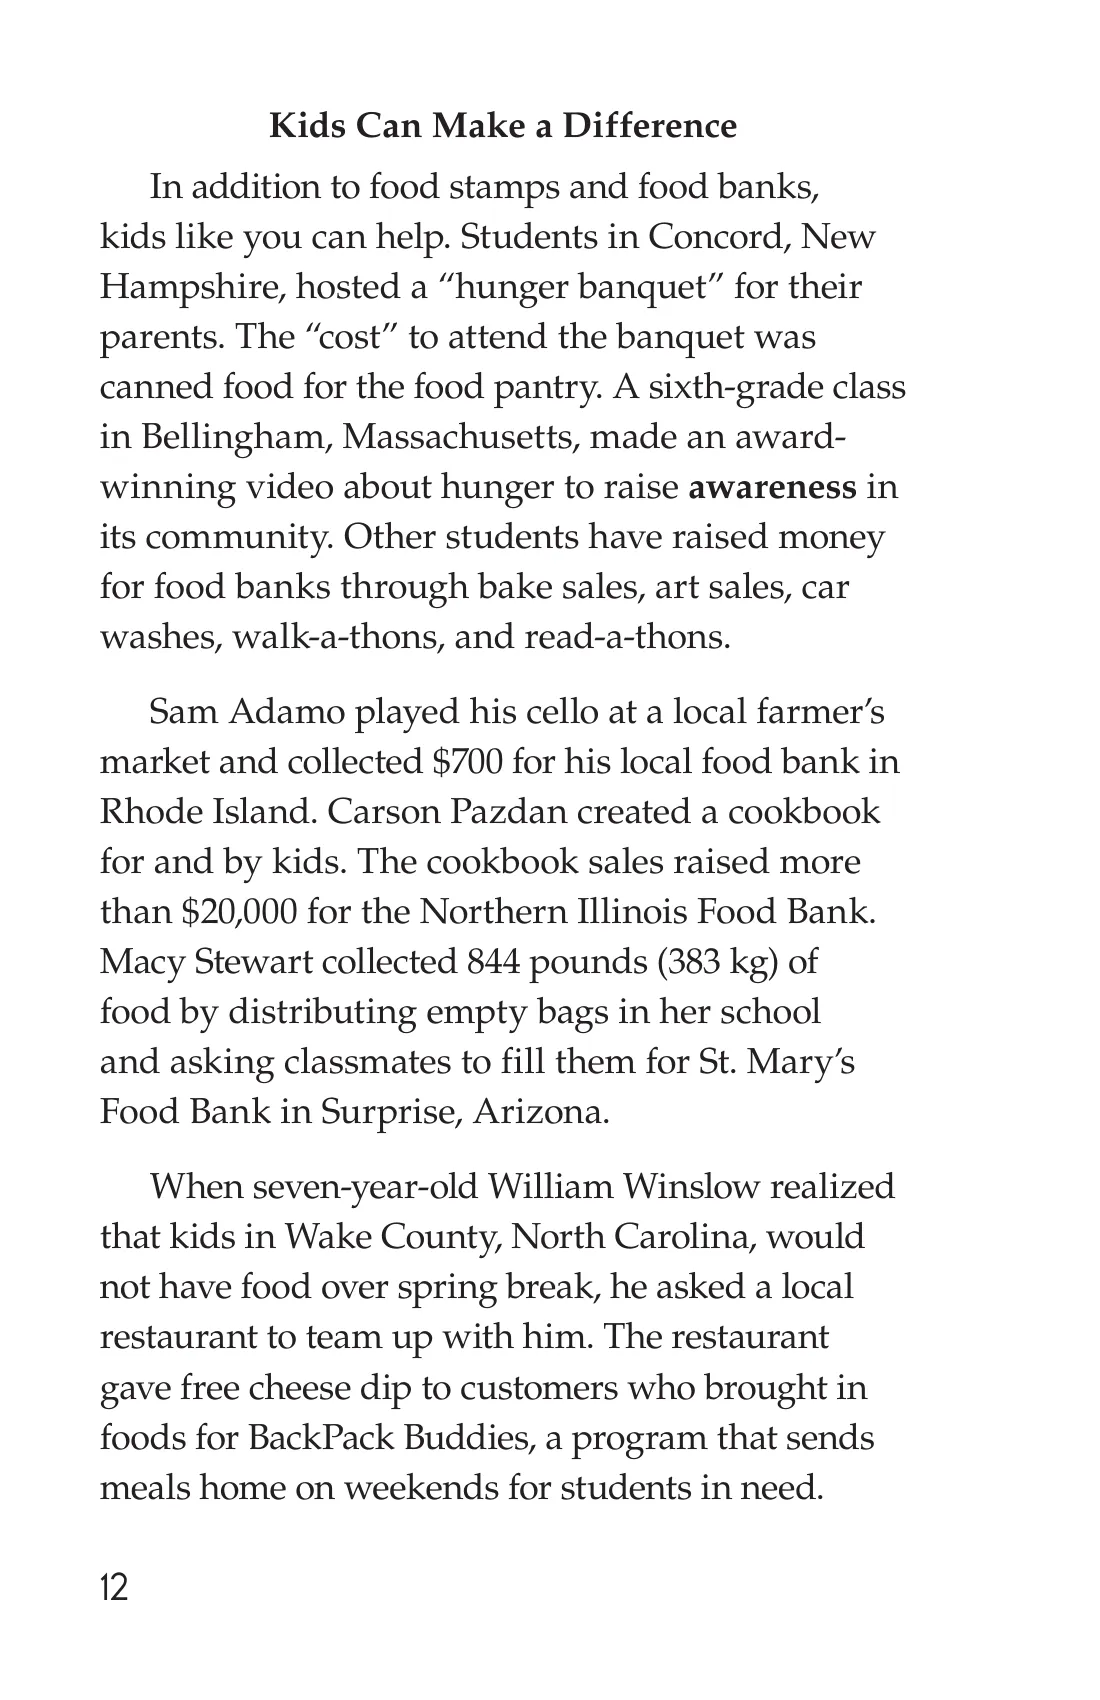 Kids Can Make a Difference
In addition to food stamps and food banks,
kids like you can help. Students in Concord, New
Hampshire, hosted a “hunger banquet” for their
parents. The “cost” to attend the banquet was
canned food for the food pantry. A sixth-grade class
in Bellingham, Massachusetts, made an award-
winning video about hunger to raise awareness in
its community. Other students have raised money
for food banks through bake sales, art sales, car
washes, walk-a-thons, and read-a-thons.
Sam Adamo played his cello at a local farmer’s
market and collected $700 for his local food bank in
Rhode Island. Carson Pazdan created a cookbook
for and by kids. The cookbook sales raised more
than $20,000 for the Northern Illinois Food Bank.
Macy Stewart collected 844 pounds (383 kg) of
food by distributing empty bags in her school
and asking classmates to fill them for St. Mary’s
Food Bank in Surprise, Arizona.
When seven-year-old William Winslow realized
that kids in Wake County, North Carolina, would
not have food over spring break, he asked a local
restaurant to team up with him. The restaurant
gave free cheese dip to customers who brought in
foods for BackPack Buddies, a program that sends
meals home on weekends for students in need.
12